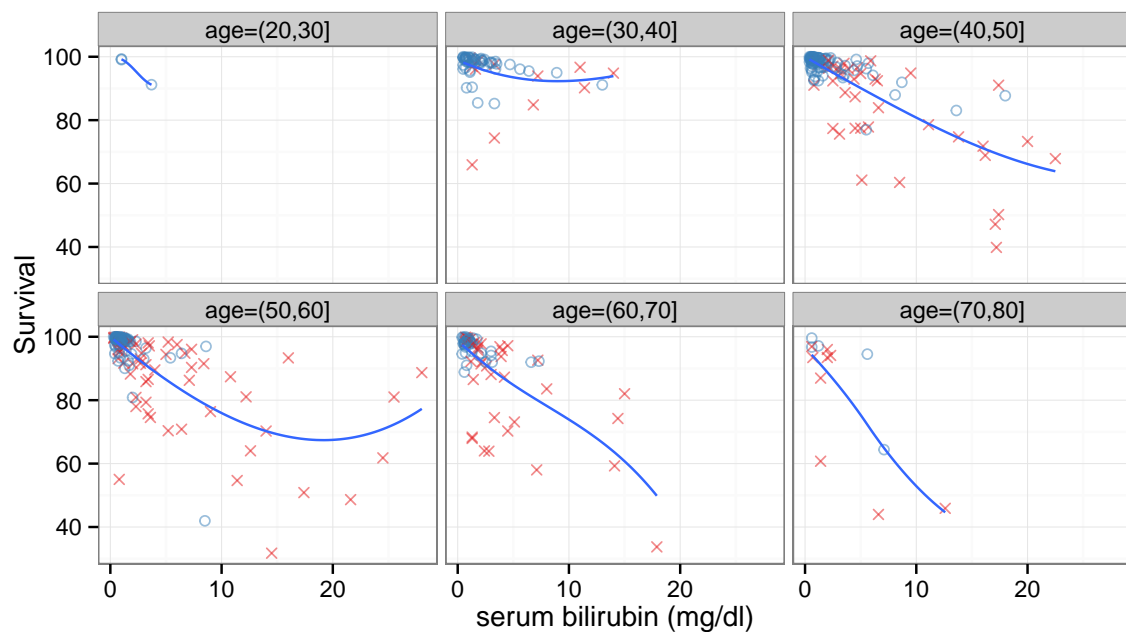 age=(20,30] age=(30,40] age=(40,50]
100
80
60
40
age=(50,60] age=(60,70] age=(70,80]
100
80
60
40
Survival
0 10 20 0 10 20 0 10 20
serum bilirubin (mg/dl)